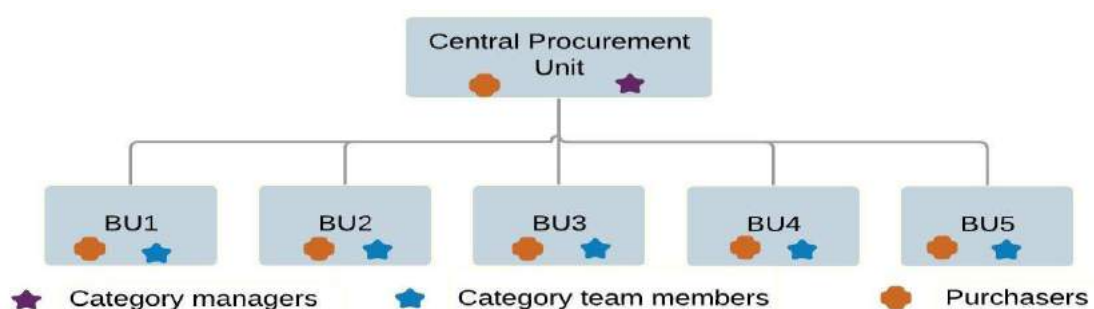 Central Procurement
Unit
BU1
BU2
BU3
BU4
BU5
Category managers
Category team members
Purchasers